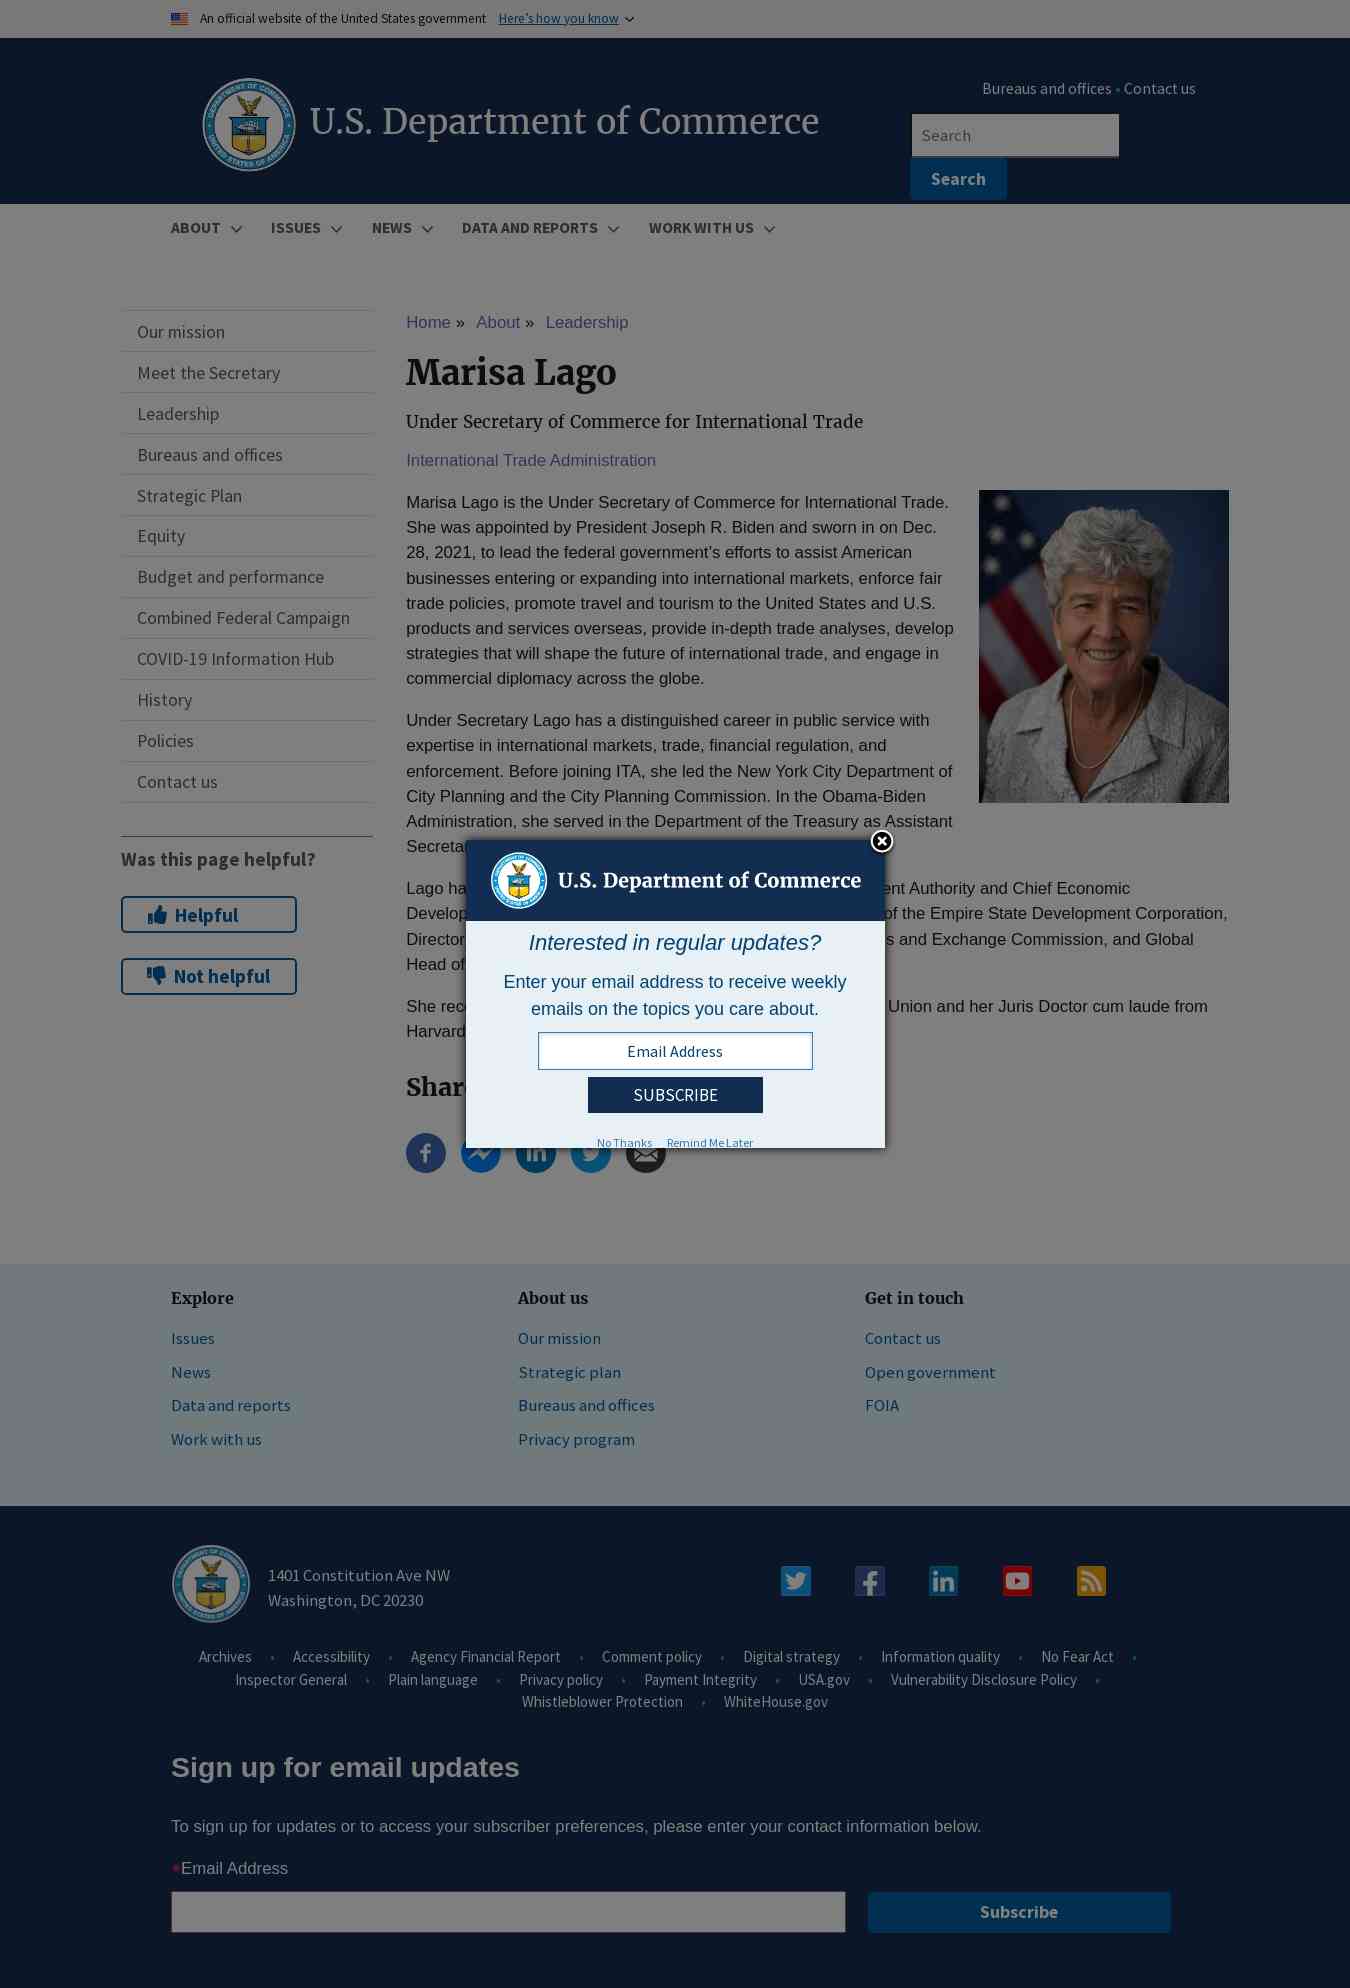 An official website of the United States government Here’s how you know
Bureaus and offices • Contact us
U.S. Department of Commerce
Search
Search
ABOUT ISSUES NEWS DATA AND REPORTS WORK WITH US
Our mission
Meet the Secretary
Leadership
Bureaus and offices
Strategic Plan
Equity
Budget and performance
Combined Federal Campaign
COVID-19 Information Hub
History
Policies
Contact us
Was this page helpful?
Helpful
Not helpful
Home » About » Leadership
Marisa Lago
Under Secretary of Commerce for International Trade
International Trade Administration
Marisa Lago is the Under Secretary of Commerce for International Trade.
She was appointed by President Joseph R. Biden and sworn in on Dec.
28, 2021, to lead the federal government’s efforts to assist American
businesses entering or expanding into international markets, enforce fair
trade policies, promote travel and tourism to the United States and U.S.
products and services overseas, provide in-depth trade analyses, develop
strategies that will shape the future of international trade, and engage in
commercial diplomacy across the globe.
Under Secretary Lago has a distinguished career in public service with
expertise in international markets, trade, financial regulation, and
enforcement. Before joining ITA, she led the New York City Department of
City Planning and the City Planning Commission. In the Obama-Biden
Administration, she served in the Department of the Treasury as Assistant
Secreta
Lago ha ent Authority and Chief Economic
Develop of the Empire State Development Corporation,
Director s and Exchange Commission, and Global
Head of
She rec Union and her Juris Doctor cum laude from
Harvard
Shar
U.S. Department of Commerce
Interested in regular updates?
Enter your email address to receive weekly
emails on the topics you care about.
Email Address
SUBSCRIBE
No Thanks Remind Me Later
Explore
Issues
News
Data and reports
Work with us
About us
Our mission
Strategic plan
Bureaus and offices
Privacy program
Get in touch
Contact us
Open government
FOIA
1401 Constitution Ave NW
Washington, DC 20230
Archives • Accessibility • Agency Financial Report • Comment policy • Digital strategy • Information quality • No Fear Act •
Inspector General • Plain language • Privacy policy • Payment Integrity • USA.gov • Vulnerability Disclosure Policy •
Whistleblower Protection • WhiteHouse.gov
Sign up for email updates
To sign up for updates or to access your subscriber preferences, please enter your contact information below.
*Email Address
Subscribe